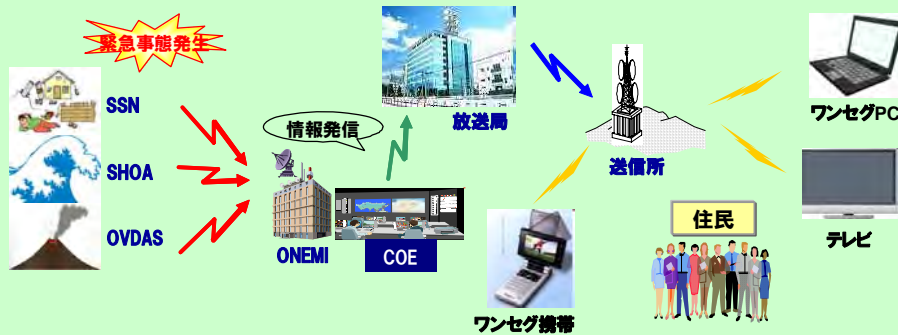 緊急事態発生
SSN
SHOA
OVDAS
情報発信
ONEMI
COE
放送局
送信所
ワンセグ携帯
住民
ワンセグPC
テレビ